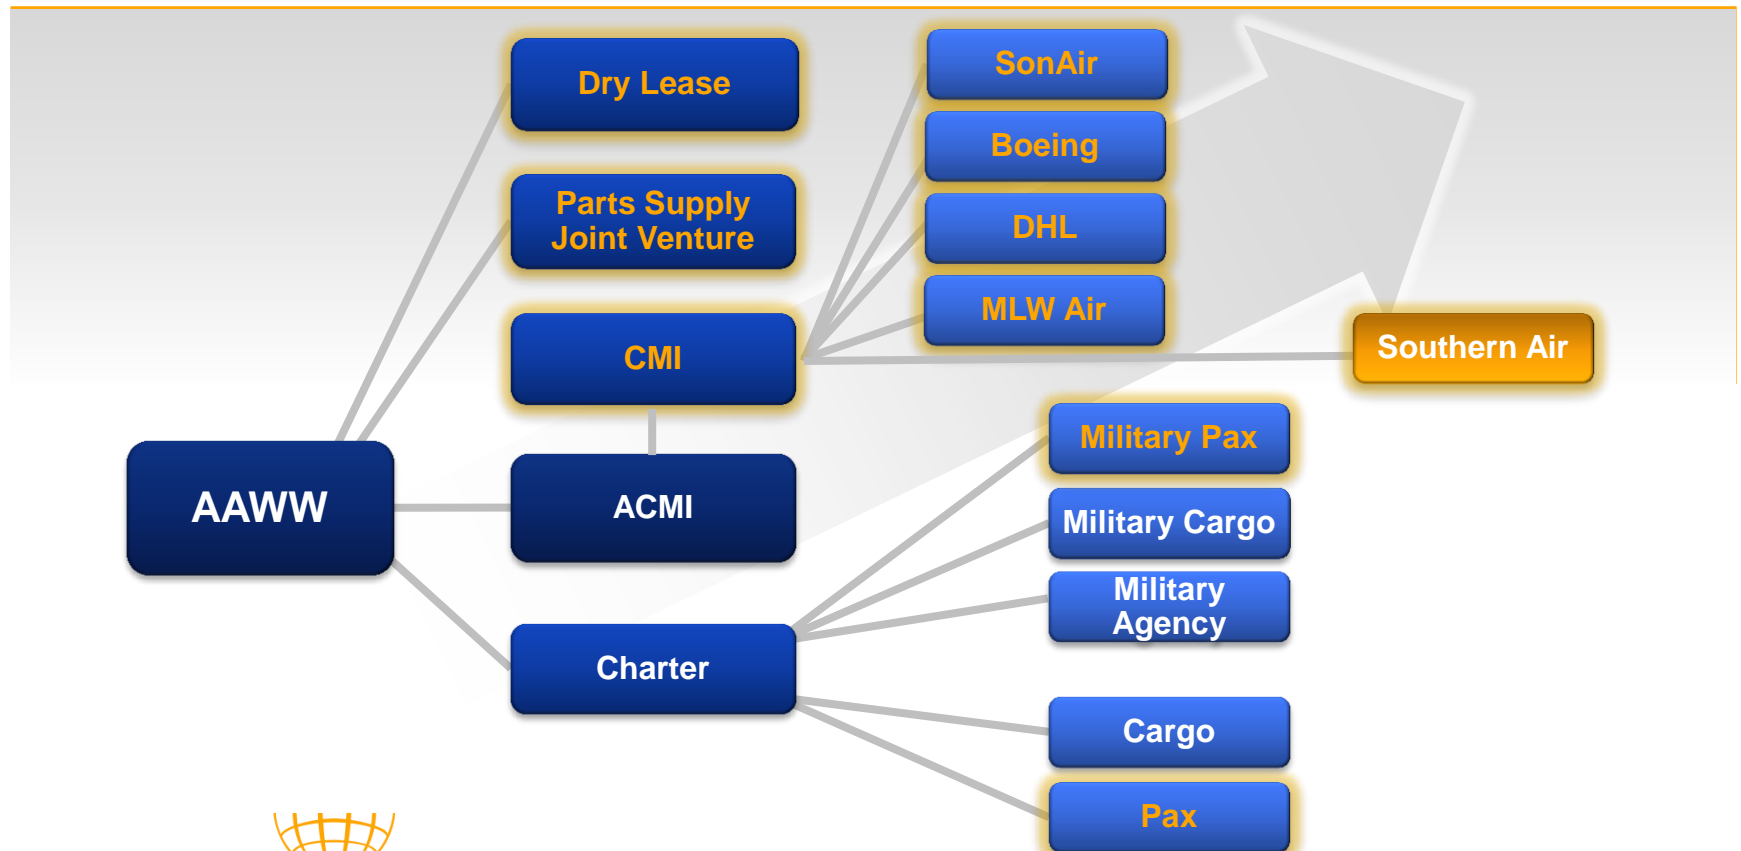 Dry Lease
Parts Supply
Joint Venture
CMI
AAWW
ACMI
Charter
SonAir
Boeing
DHL
MLW Air
Southern Air
Military Pax
Military Cargo
Military
Agency
Cargo
Pax